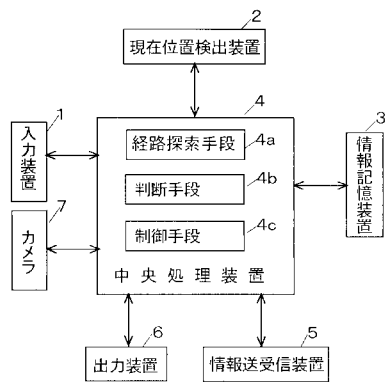 2
現在位置検出装置
4
1
入力装置
経路探索手段
4a
3
情報記憶装置
判断手段
4b
7
カメラ
制御手段
4c
中央処理装置
6
出力装置
5
情報送受信装置